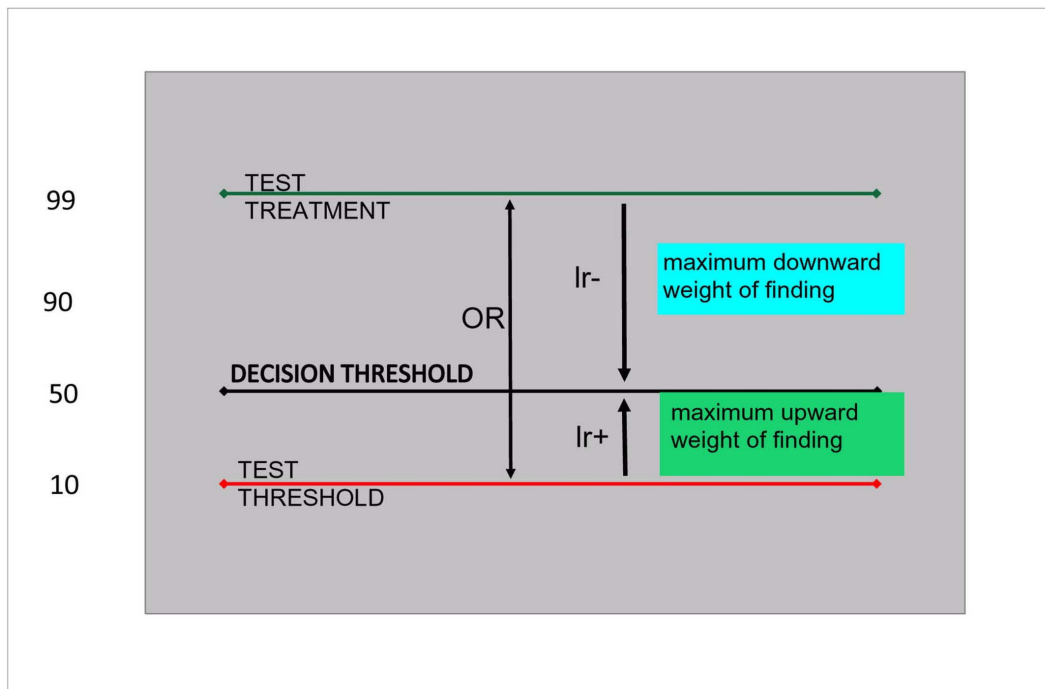 TEST
99
TREATMENT
maximum downward
weight of finding
lr-
90
OR
DECISION THRESHOLD
50
maximum upward
weight of finding
lr+
TEST
10
THRESHOLD